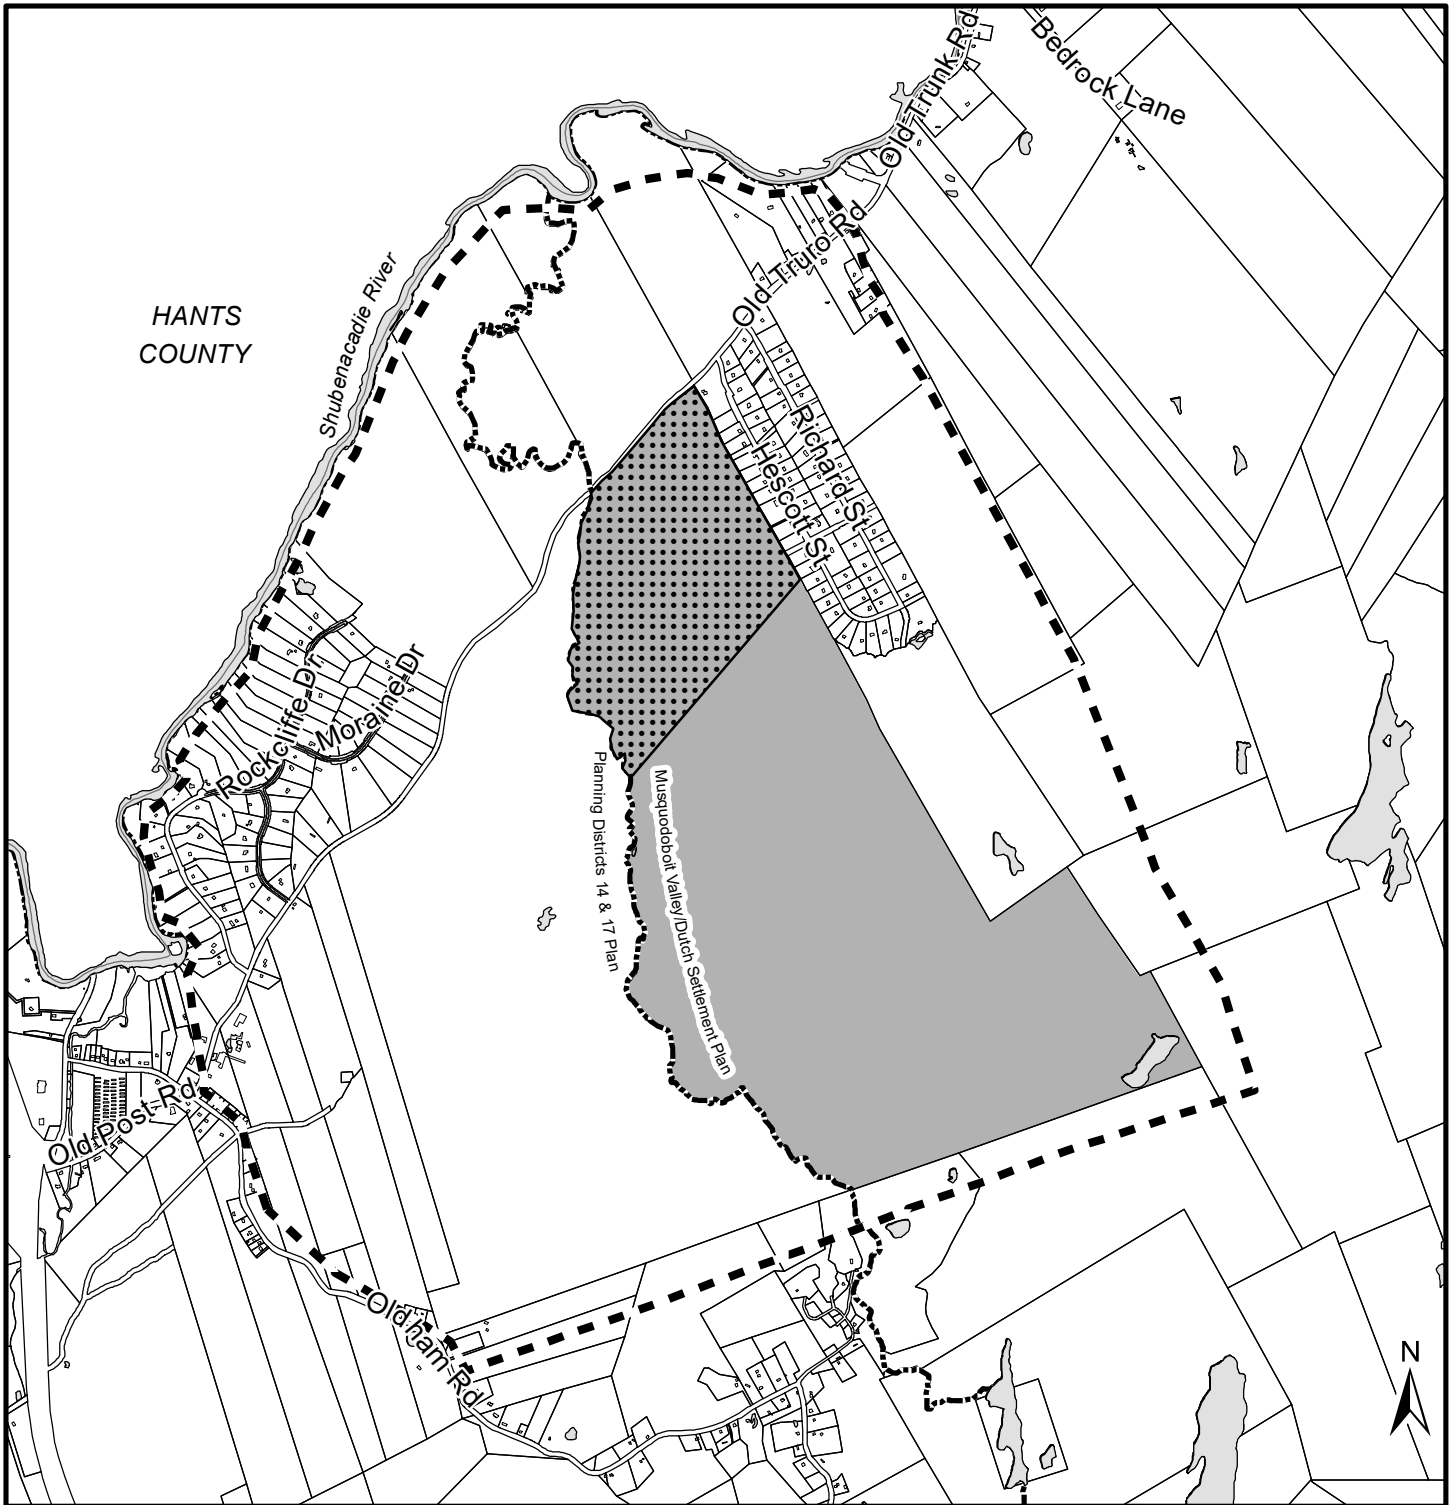 Bedrock Lane
Old Trunk Rd
HANTS
COUNTY
Shubenacadie River
Old Truro Rd
Richard St
Hescott St
Rockcliffe Dr
Moraine Dr
Planning Districts 14 & 17 Plan
Musquodoboit Valley/Dutch Settlement Plan
Old Post Rd
Oldham Rd
N